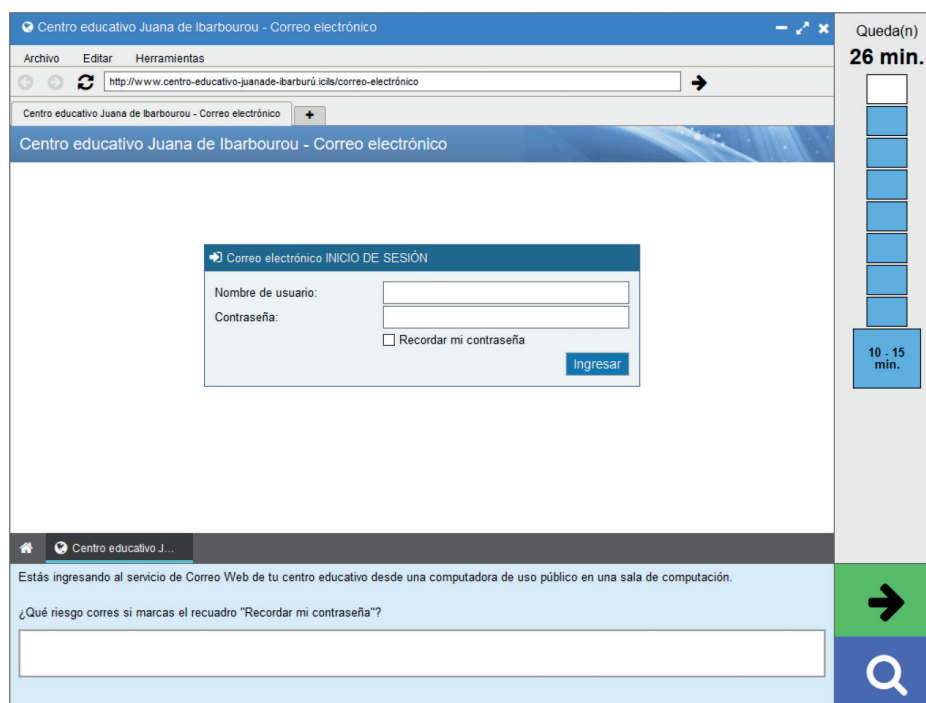 Centro educativo Juana de Ibarbourou - Correo electrónico
Archivo Editar Herramientas
http://www.centro-educativo-juanade-ibarburú.icils/correo-electrónico
Centro educativo Juana de Ibarbourou - Correo electrónico
Centro educativo Juana de Ibarbourou - Correo electrónico
Correo electrónico INICIO DE SESIÓN
Nombre de usuario:
Contraseña:
Recordar mi contraseña
Ingresar
Centro educativo J...
Estás ingresando al servicio de Correo Web de tu centro educativo desde una computadora de uso público en una sala de computación.
¿Qué riesgo corres si marcas el recuadro "Recordar mi contraseña"?
Queda(n)
26 min.
10 - 15
min.